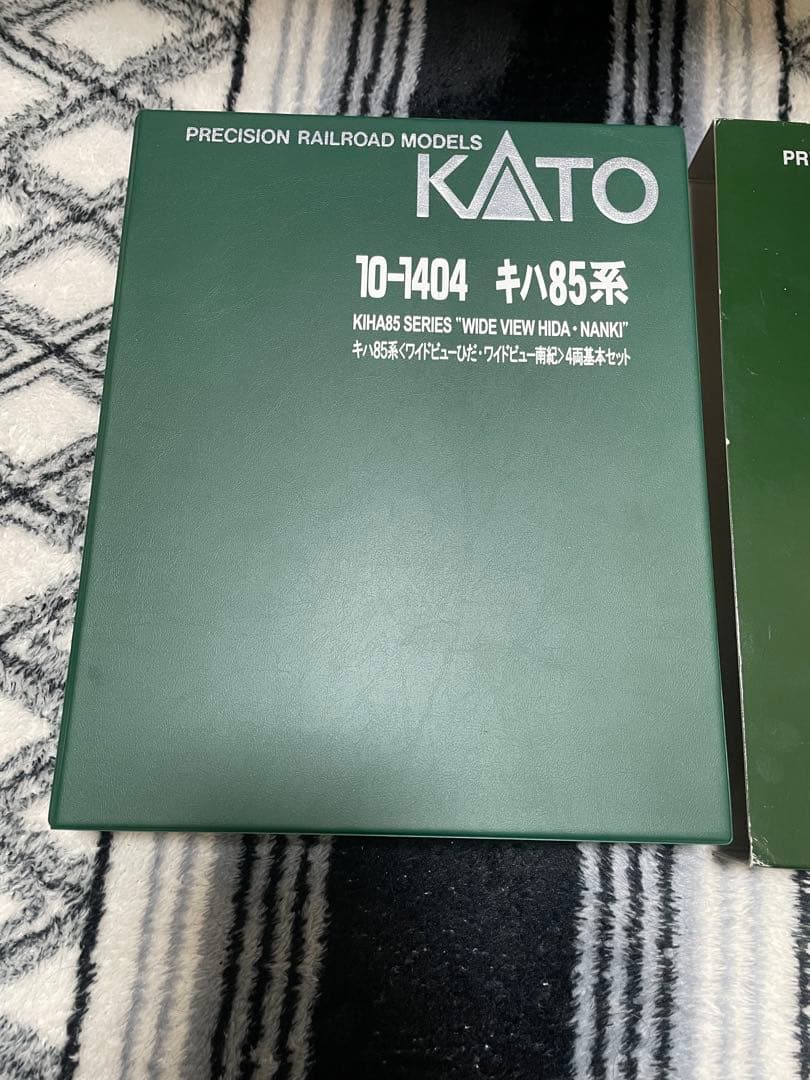 PRECISION RAILROAD MODELS
KATO
10-1404 キハ85系
KIHA85 SERIES "WIDE VIEW HIDA・NANKI"
キハ85系〈ワイドビューひだ・ワイドビュー南紀〉4両基本セット
PR